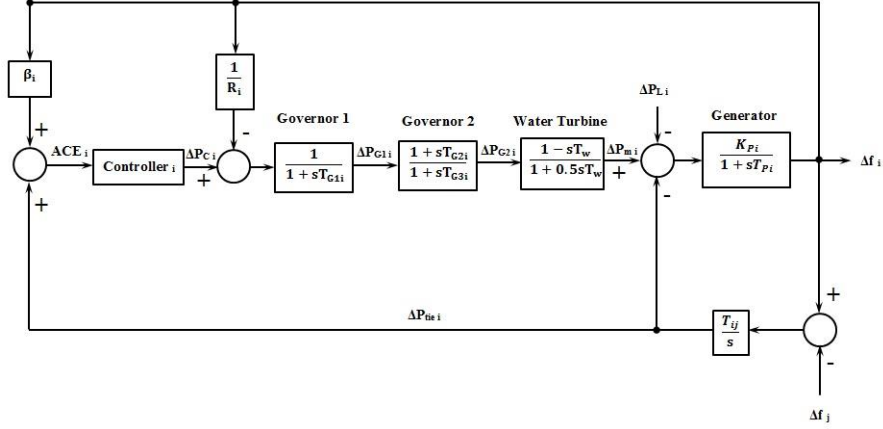 βᵢ
1
Rᵢ
+
-
ACE ᵢ
Controller ᵢ
ΔP_C ᵢ
+
+
Governor 1
1
1 + sT_G1i
ΔP_G1 i
Governor 2
1 + sT_G2i
1 + sT_G3i
ΔP_G2 i
Water Turbine
1 − sT_w
1 + 0.5sT_w
ΔP_m i
+
ΔP_L i
-
-
Generator
K_Pi
1 + sT_Pi
Δf i
ΔP_tie i
T_ij
s
+
-
Δf j